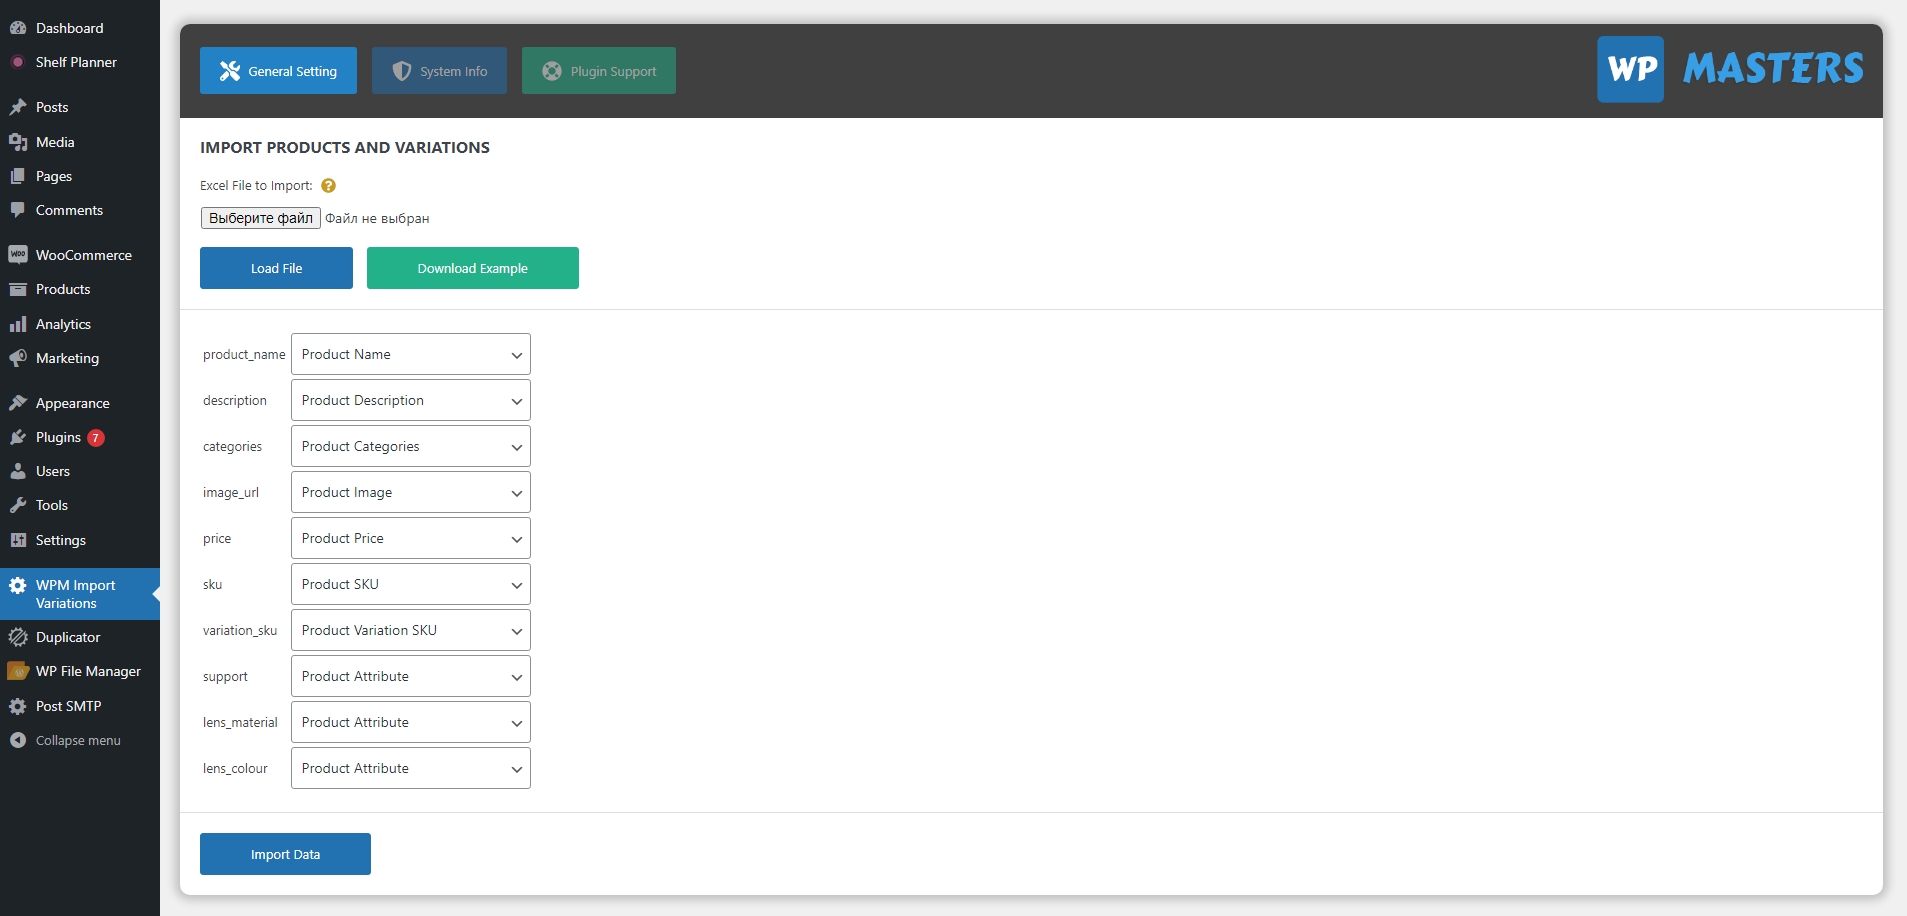 Dashboard
Shelf Planner
Posts
Media
Pages
Comments
WooCommerce
Products
Analytics
Marketing
Appearance
Plugins 7
Users
Tools
Settings
WPM Import
Variations
Duplicator
WP File Manager
Post SMTP
Collapse menu
General Setting
System Info
Plugin Support
WP MASTERS
IMPORT PRODUCTS AND VARIATIONS
Excel File to Import: ?
Выберите файл Файл не выбран
Load File
Download Example
product_name Product Name
description Product Description
categories Product Categories
image_url Product Image
price Product Price
sku Product SKU
variation_sku Product Variation SKU
support Product Attribute
lens_material Product Attribute
lens_colour Product Attribute
Import Data